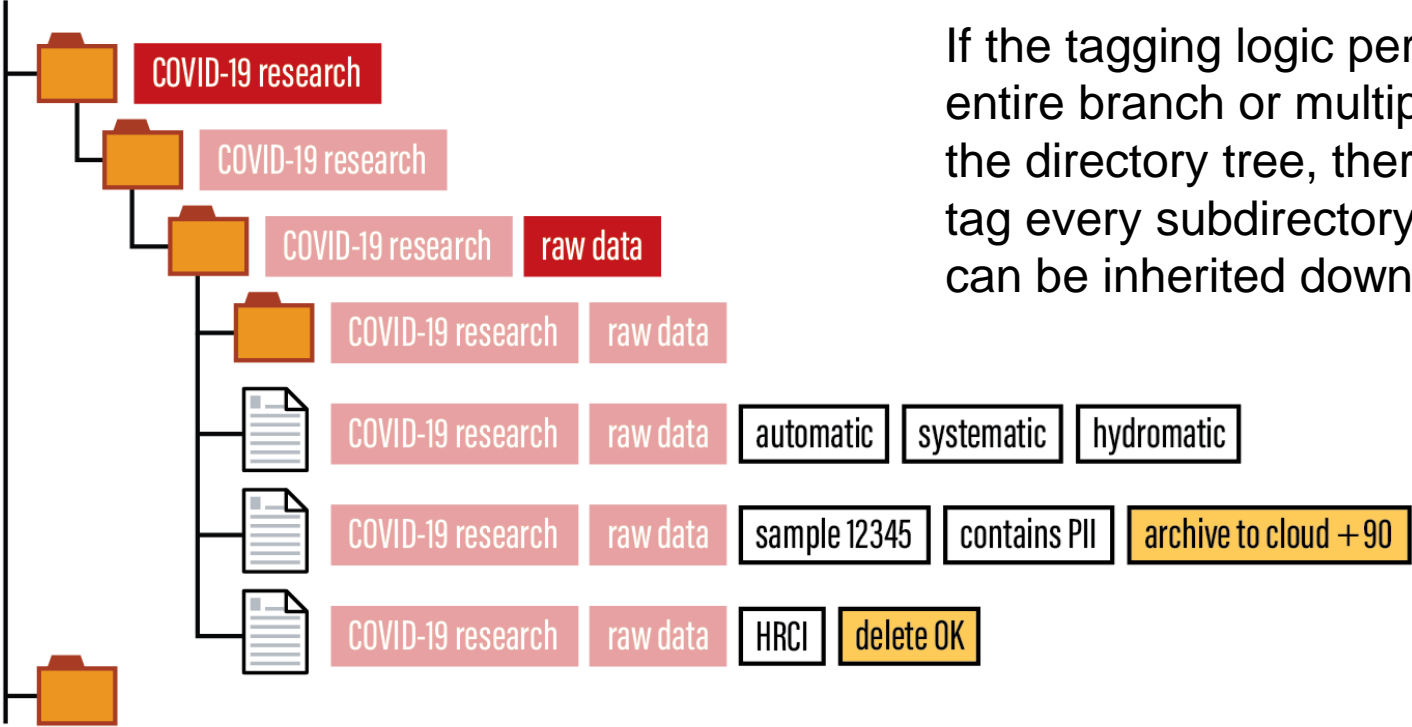 If the tagging logic per
entire branch or multip
the directory tree, ther
tag every subdirectory
can be inherited down
COVID-19 research
COVID-19 research
COVID-19 research raw data
COVID-19 research raw data
COVID-19 research raw data automatic systematic hydromatic
COVID-19 research raw data sample 12345 contains PII archive to cloud +90
COVID-19 research raw data HRCI delete OK